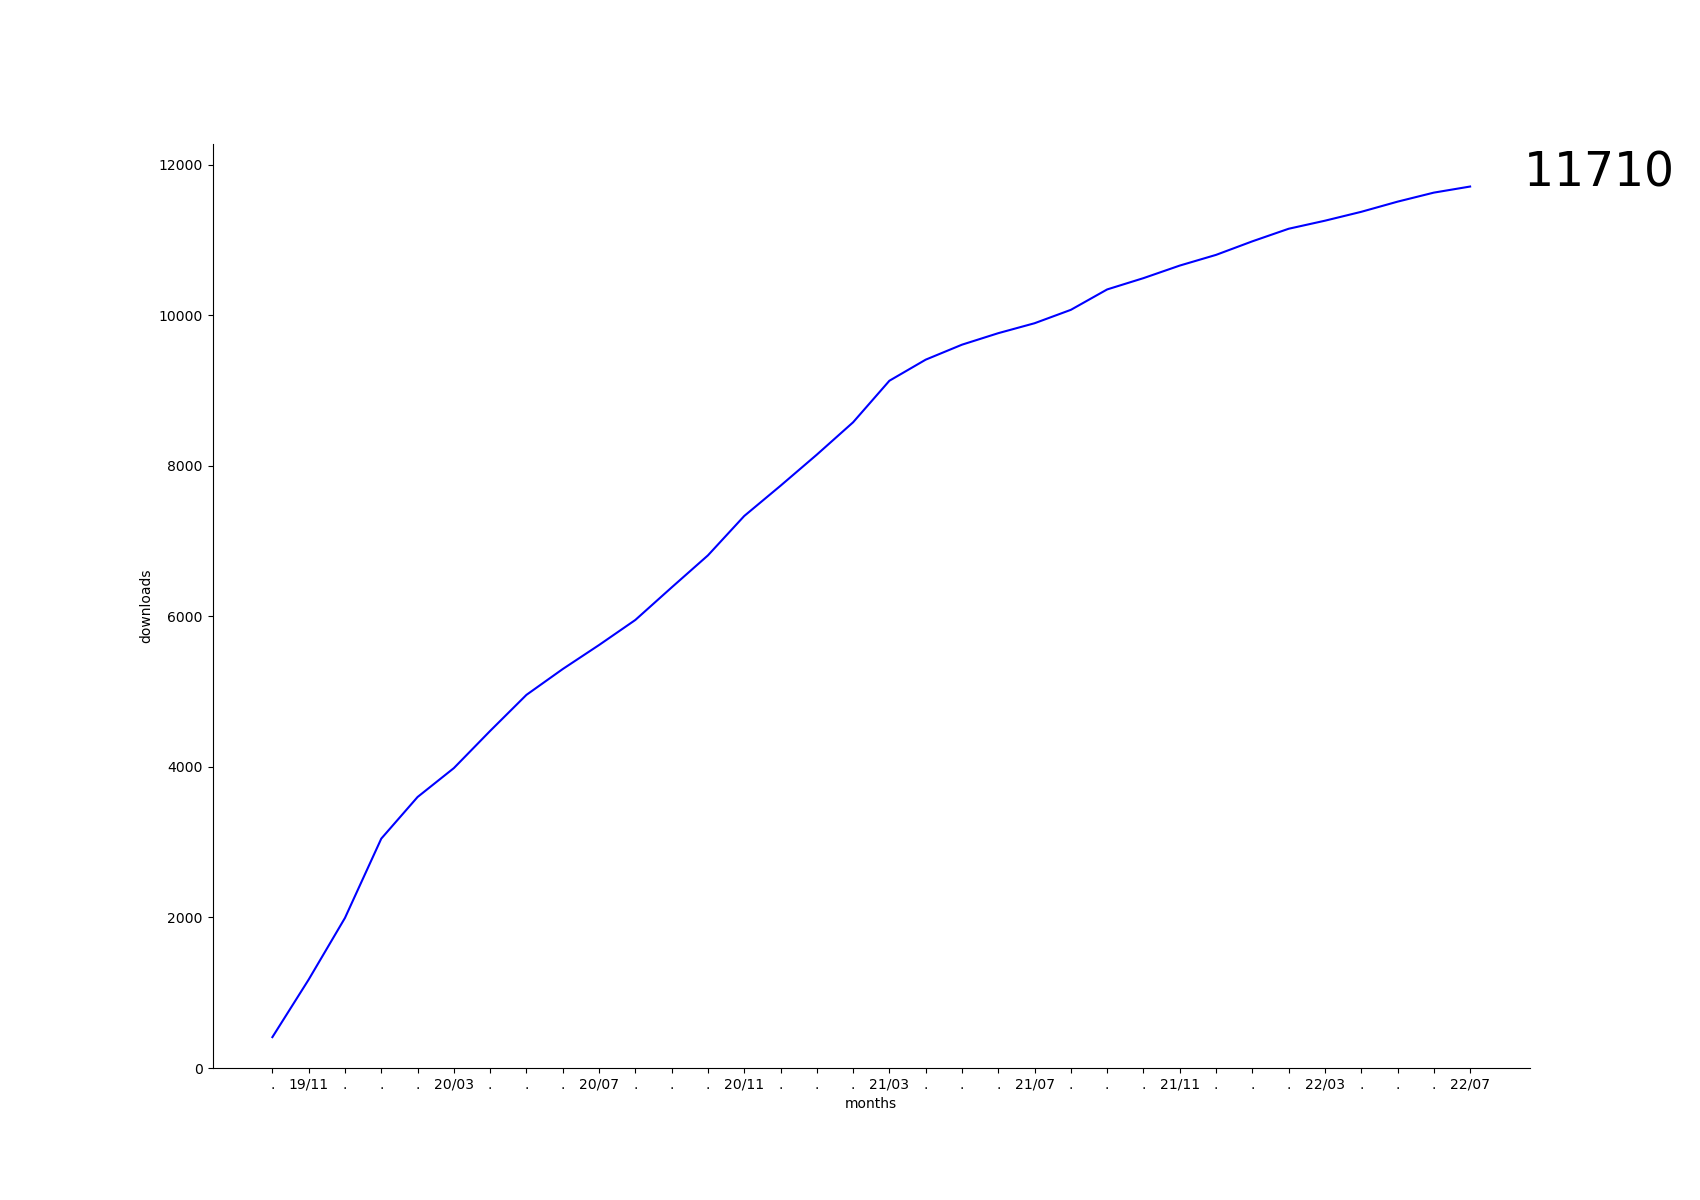 11710
12000
10000
8000
6000
4000
2000
0
downloads
. 19/11 . . . 20/03 . . . 20/07 . . . 20/11 . . . 21/03 . . . 21/07 . . . 21/11 . . . 22/03 . . . 22/07
months